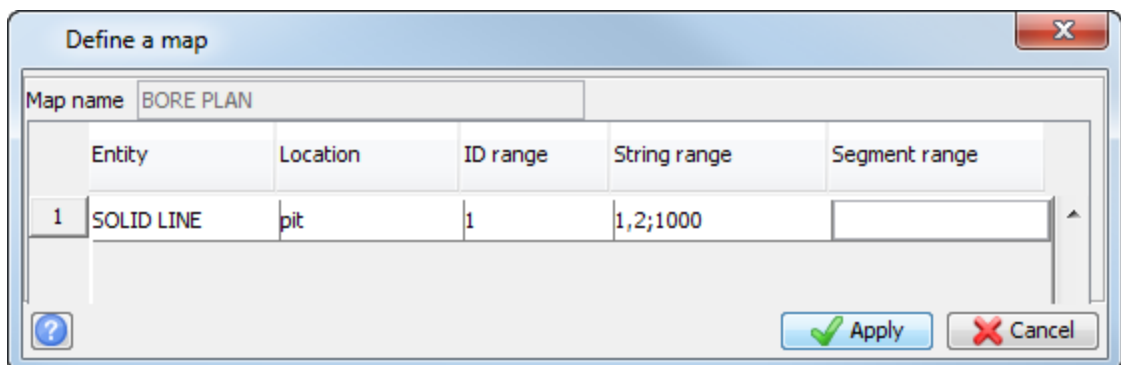 Define a map
Map name BORE PLAN
Entity Location ID range String range Segment range
1 SOLID LINE pit 1 1,2;1000
? Apply Cancel